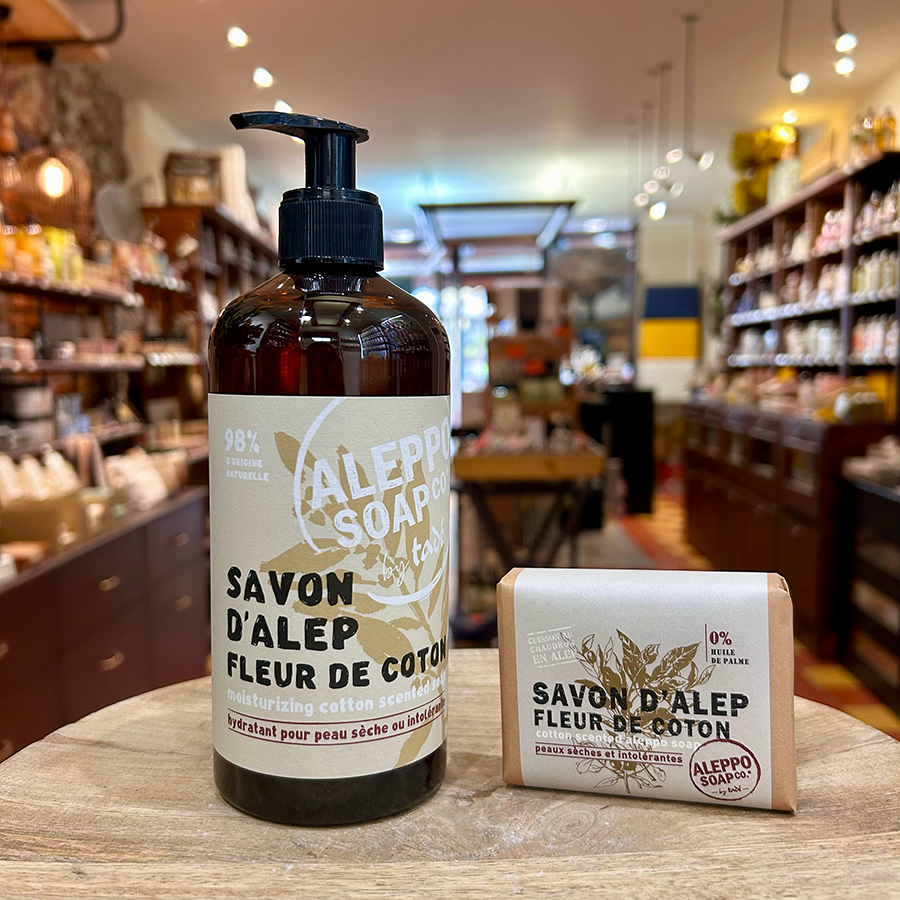 98%
D'ORIGINE
NATURELLE
ALEPPO
SOAP CO
by tadé
SAVON
D'ALEP
FLEUR DE COTON
moisturizing cotton scented soap
hydratant pour peau sèche ou intolérante
CUISSON AU
CHAUDRON
EN ALEP
0%
HUILE
DE PALME
SAVON D'ALEP
FLEUR DE COTON
cotton scented aleppo soap
peaux sèches et intolérantes
ALEPPO
SOAP CO.
by tadé